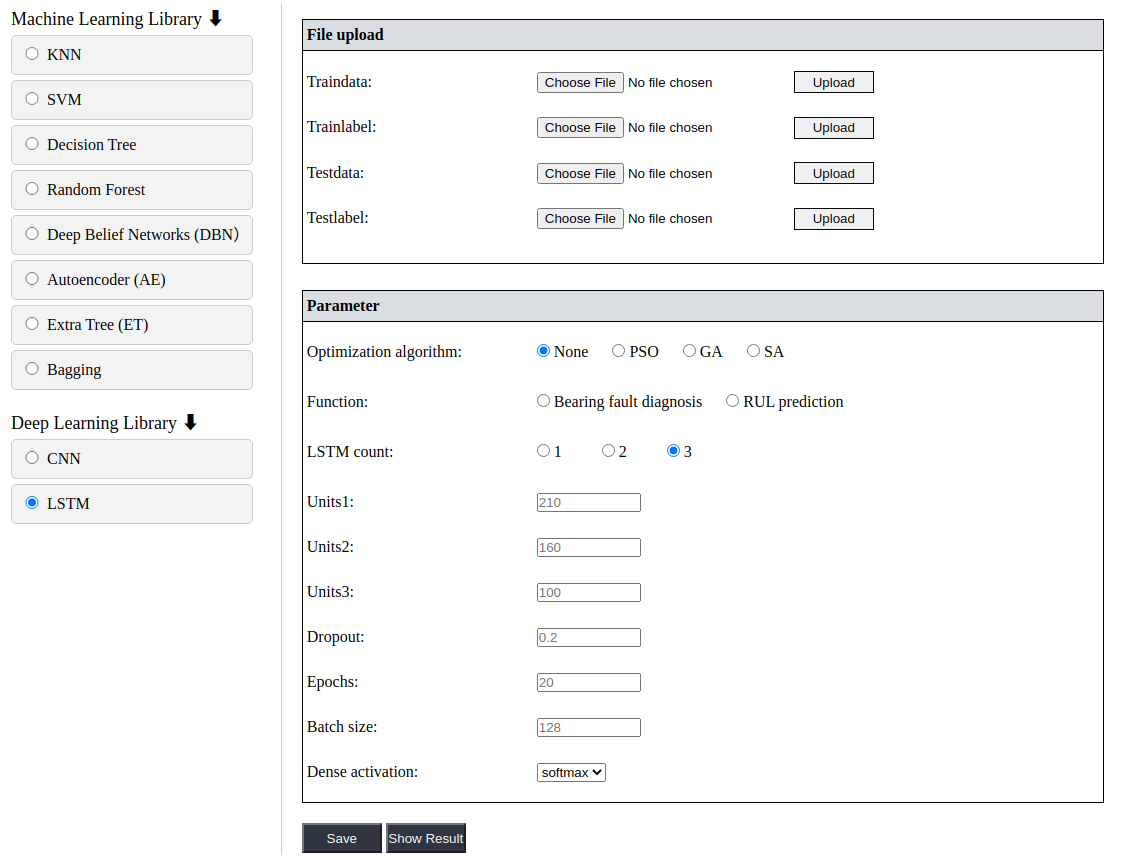 Machine Learning Library ⬇
KNN
SVM
Decision Tree
Random Forest
Deep Belief Networks (DBN）
Autoencoder (AE)
Extra Tree (ET)
Bagging
Deep Learning Library ⬇
CNN
LSTM
File upload
Traindata: Choose File No file chosen Upload
Trainlabel: Choose File No file chosen Upload
Testdata: Choose File No file chosen Upload
Testlabel: Choose File No file chosen Upload
Parameter
Optimization algorithm: None PSO GA SA
Function: Bearing fault diagnosis RUL prediction
LSTM count: 1 2 3
Units1: 210
Units2: 160
Units3: 100
Dropout: 0.2
Epochs: 20
Batch size: 128
Dense activation: softmax
Save Show Result